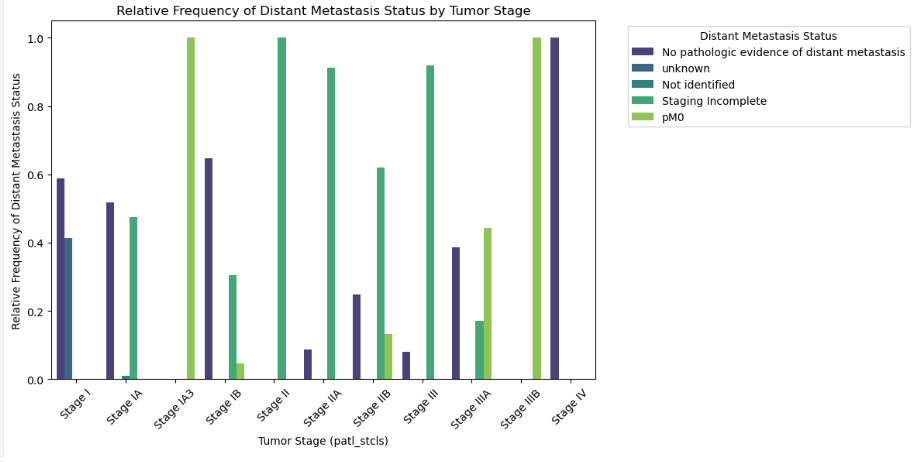 Relative Frequency of Distant Metastasis Status by Tumor Stage
Relative Frequency of Distant Metastasis Status
1.0
0.8
0.6
0.4
0.2
0.0
Stage I
Stage IA
Stage IA3
Stage IB
Stage II
Stage IIA
Stage IIB
Stage III
Stage IIIA
Stage IIIB
Stage IV
Tumor Stage (patl_stcls)
Distant Metastasis Status
No pathologic evidence of distant metastasis
unknown
Not identified
Staging Incomplete
pM0